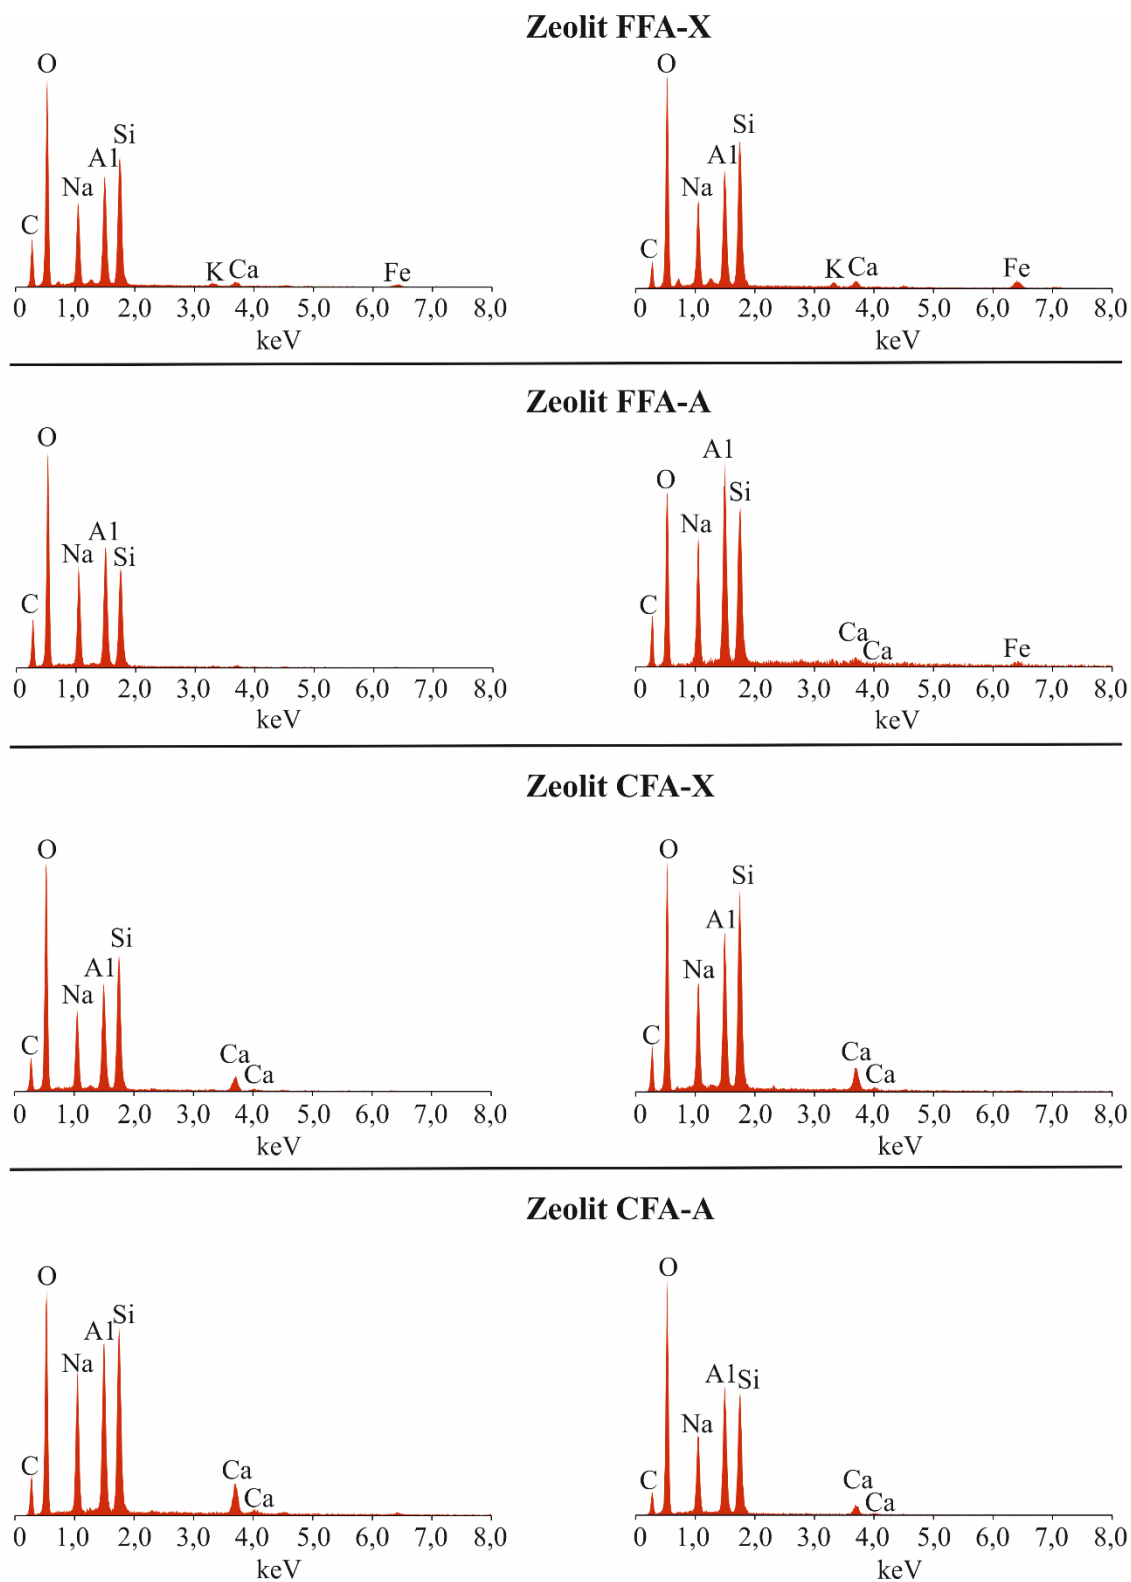 Zeolit FFA-X
O
Si
Al
Na
C
K Ca
Fe
0 1,0 2,0 3,0 4,0 5,0 6,0 7,0 8,0
keV
O
Si
Al
Na
C
K Ca
Fe
0 1,0 2,0 3,0 4,0 5,0 6,0 7,0 8,0
keV
Zeolit FFA-A
O
Al
Na
Si
C
0 1,0 2,0 3,0 4,0 5,0 6,0 7,0 8,0
keV
Al
O
Si
Na
C
Ca
Ca
Fe
0 1,0 2,0 3,0 4,0 5,0 6,0 7,0 8,0
keV
Zeolit CFA-X
O
Si
Al
Na
C
Ca
Ca
0 1,0 2,0 3,0 4,0 5,0 6,0 7,0 8,0
keV
O
Si
Al
Na
C
Ca
Ca
0 1,0 2,0 3,0 4,0 5,0 6,0 7,0 8,0
keV
Zeolit CFA-A
O
Si
Al
Na
C
Ca
Ca
0 1,0 2,0 3,0 4,0 5,0 6,0 7,0 8,0
keV
O
Al Si
Na
C
Ca
Ca
0 1,0 2,0 3,0 4,0 5,0 6,0 7,0 8,0
keV